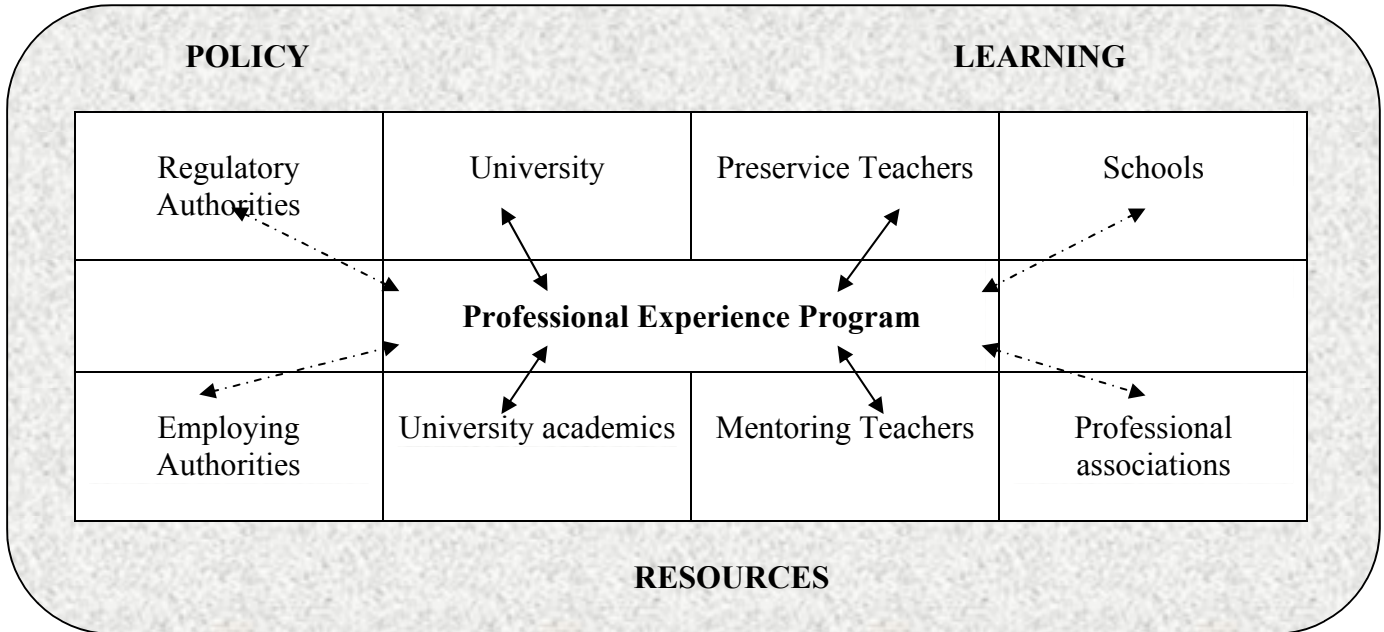 POLICY
LEARNING
Regulatory
Authorities
University
Preservice Teachers
Schools
Professional Experience Program
Employing
Authorities
University academics
Mentoring Teachers
Professional
associations
RESOURCES